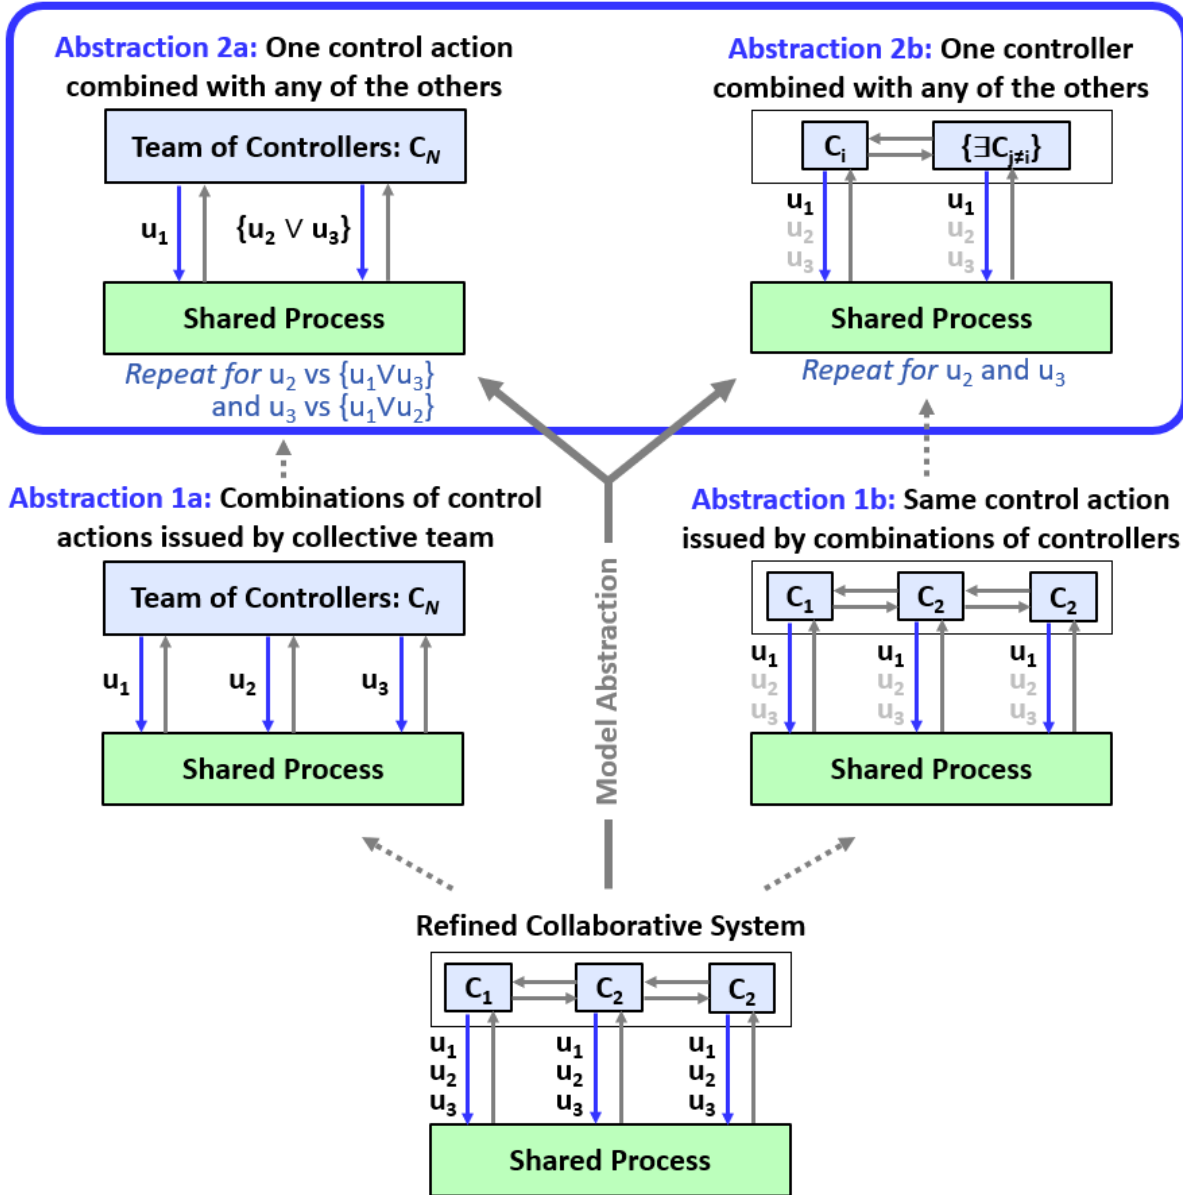 Abstraction 2a: One control action
combined with any of the others
Team of Controllers: C_N
u₁
{u₂ ∨ u₃}
Shared Process
Repeat for u₂ vs {u₁∨u₃}
and u₃ vs {u₁∨u₂}
Abstraction 2b: One controller
combined with any of the others
C_i
{∃C_j≠i}
u₁
u₂
u₃
u₁
u₂
u₃
Shared Process
Repeat for u₂ and u₃
Abstraction 1a: Combinations of control
actions issued by collective team
Team of Controllers: C_N
u₁
u₂
u₃
Shared Process
Model Abstraction
Abstraction 1b: Same control action
issued by combinations of controllers
C₁
C₂
C₂
u₁
u₂
u₃
u₁
u₂
u₃
u₁
u₂
u₃
Shared Process
Refined Collaborative System
C₁
C₂
C₂
u₁
u₂
u₃
u₁
u₂
u₃
u₁
u₂
u₃
Shared Process